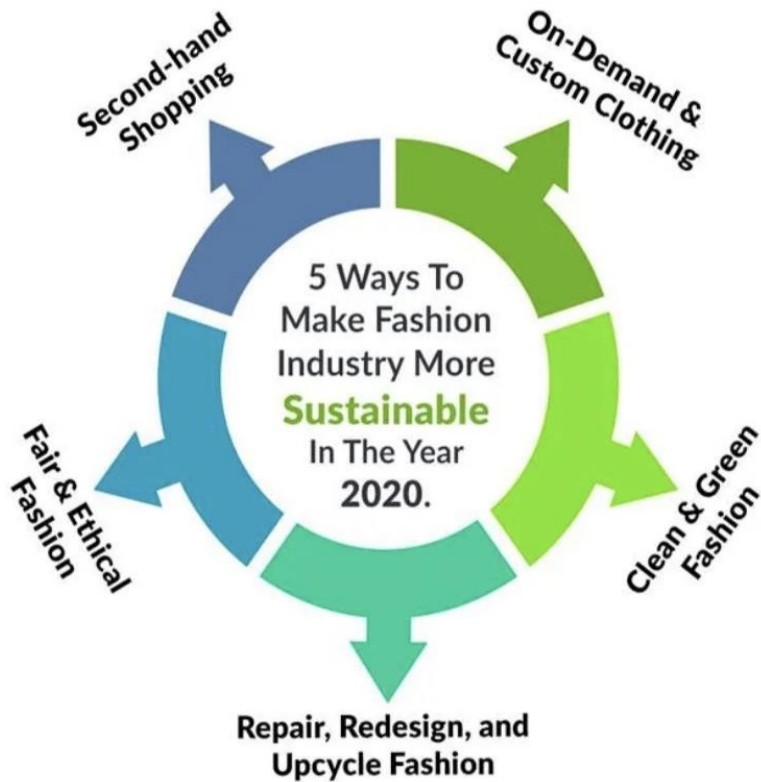 Second-hand
Shopping
On-Demand &
Custom Clothing
5 Ways To
Make Fashion
Industry More
Sustainable
In The Year
2020.
Fair & Ethical
Fashion
Clean & Green
Fashion
Repair, Redesign, and
Upcycle Fashion